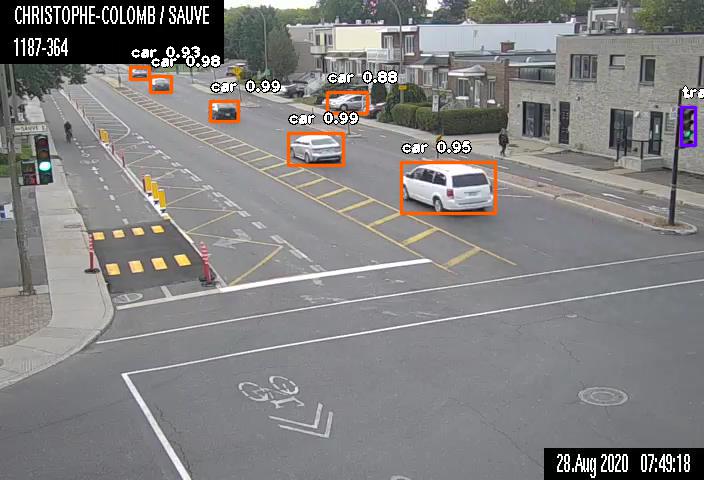 CHRISTOPHE-COLOMB / SAUVE
1187-364
car 0.93
car 0.98
car 0.99
car 0.88
car 0.99
car 0.95
tra
SAUVE
28.Aug 2020 07:49:18